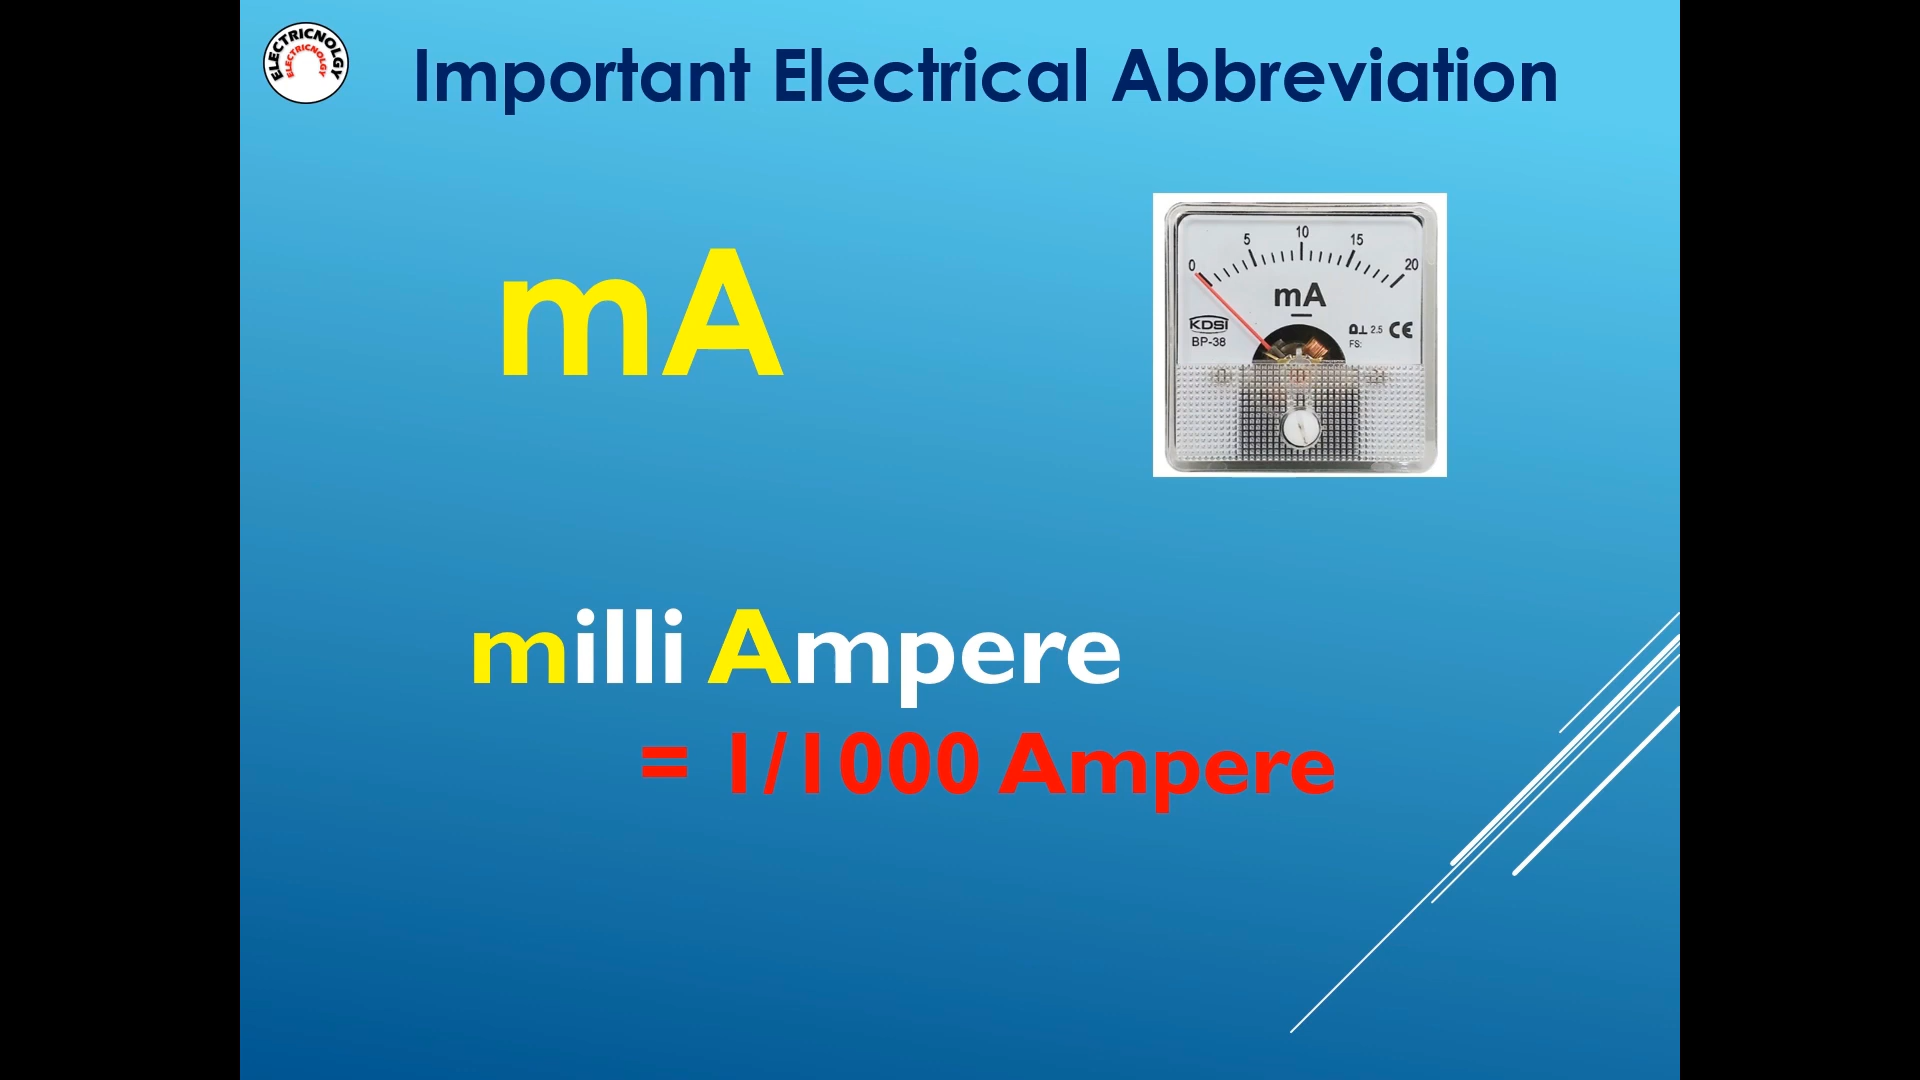 ELECTRICNOLGY
ELECTRICNOLGY
Important Electrical Abbreviation
mA
0 5 10 15 20
mA
KDSI
BP-38
2.5 CE
FS:
milli Ampere
= 1/1000 Ampere